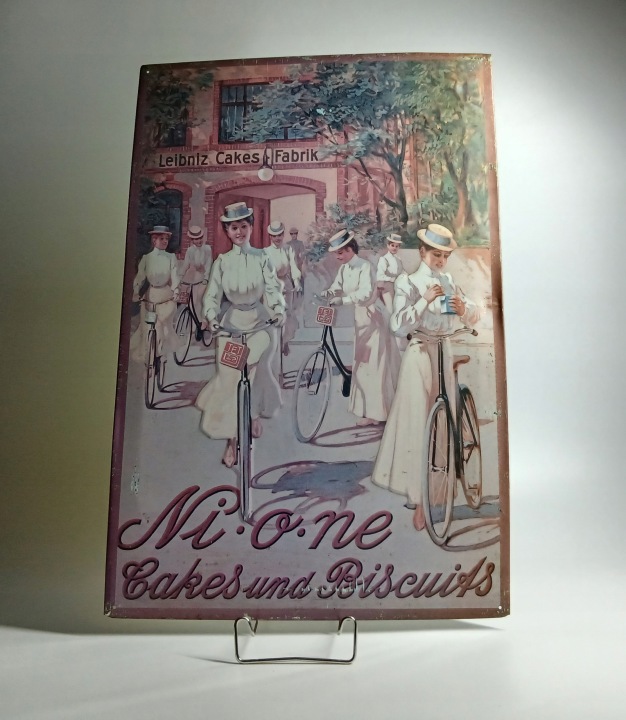 Leibniz Cakes Fabrik
Ni·o·ne
Cakes und Biscuits